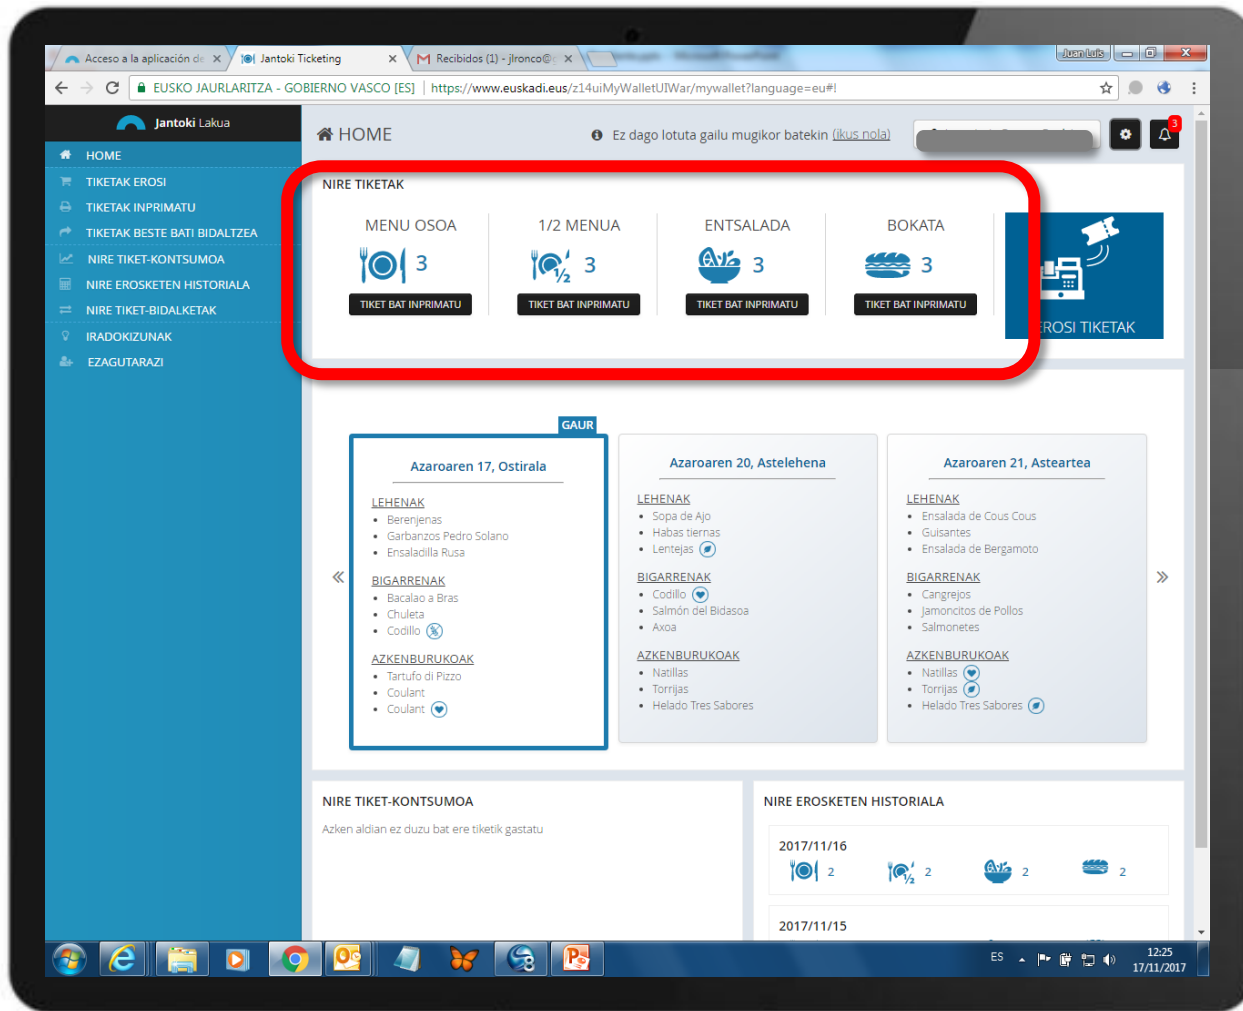 Juan Luis
Acceso a la aplicación de
Jantoki Ticketing
Recibidos (1) - jlronco@g
EUSKO JAURLARITZA - GOBIERNO VASCO [ES]
https://www.euskadi.eus/z14uiMyWalletUIWar/mywallet?language=eu#!
Jantoki Lakua
HOME
TIKETAK EROSI
TIKETAK INPRIMATU
TIKETAK BESTE BATI BIDALTZEA
NIRE TIKET-KONTSUMOA
NIRE EROSKETEN HISTORIALA
NIRE TIKET-BIDALKETAK
IRADOKIZUNAK
EZAGUTARAZI
HOME
Ez dago lotuta gailu mugikor batekin (ikus nola)
3
NIRE TIKETAK
MENU OSOA
3
TIKET BAT INPRIMATU
1/2 MENUA
1/2
3
TIKET BAT INPRIMATU
ENTSALADA
3
TIKET BAT INPRIMATU
BOKATA
3
TIKET BAT INPRIMATU
EROSI TIKETAK
GAUR
Azaroaren 17, Ostirala
LEHENAK
Berenjenas
Garbanzos Pedro Solano
Ensaladilla Rusa
BIGARRENAK
Bacalao a Bras
Chuleta
Codillo
AZKENBURUKOAK
Tartufo di Pizzo
Coulant
Coulant
Azaroaren 20, Astelehena
LEHENAK
Sopa de Ajo
Habas tiernas
Lentejas
BIGARRENAK
Codillo
Salmón del Bidasoa
Axoa
AZKENBURUKOAK
Natillas
Torrijas
Helado Tres Sabores
Azaroaren 21, Asteartea
LEHENAK
Ensalada de Cous Cous
Guisantes
Ensalada de Bergamoto
BIGARRENAK
Cangrejos
Jamoncitos de Pollos
Salmonetes
AZKENBURUKOAK
Natillas
Torrijas
Helado Tres Sabores
NIRE TIKET-KONTSUMOA
Azken aldian ez duzu bat ere tiketik gastatu
NIRE EROSKETEN HISTORIALA
2017/11/16
2
1/2 2
2
2
2017/11/15
ES
12:25
17/11/2017